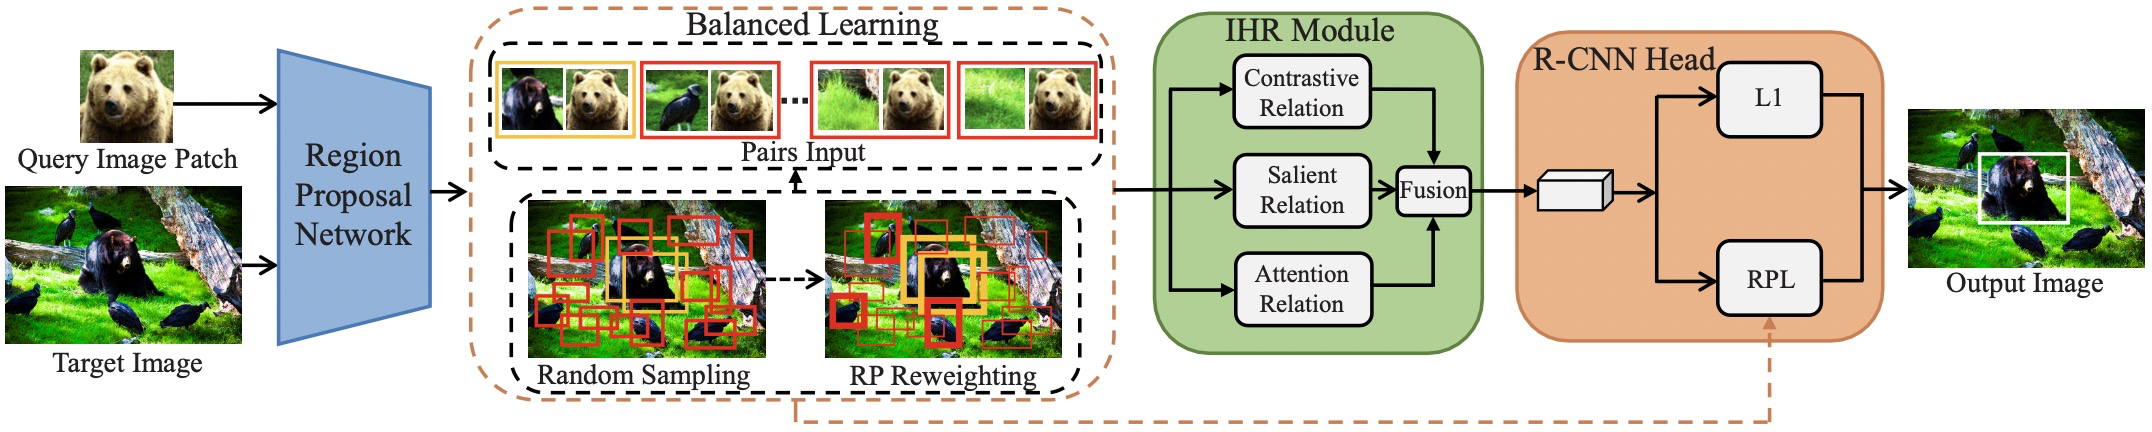 Query Image Patch
Target Image
Region
Proposal
Network
Balanced Learning
Pairs Input
Random Sampling
RP Reweighting
IHR Module
Contrastive
Relation
Salient
Relation
Attention
Relation
Fusion
R-CNN Head
L1
RPL
Output Image